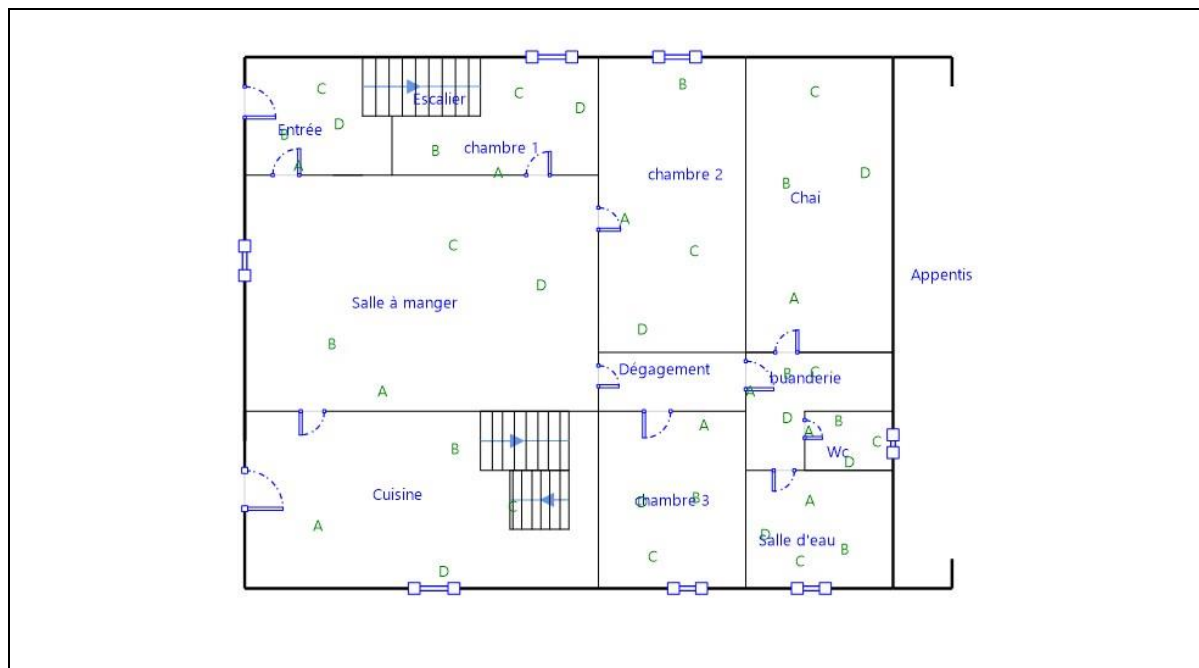 B
C C C
Escalier
D
D Entrée
B chambre 1
A A
chambre 2 D
B
Chai
A
C C
Appentis
D
A
Salle à manger
D
B
Dégagement
B C
buanderie
A A
D B
A A
B C
Wc
D
Cuisine
D chambre 3 B A
C
A
D
Salle d'eau B
C C
D